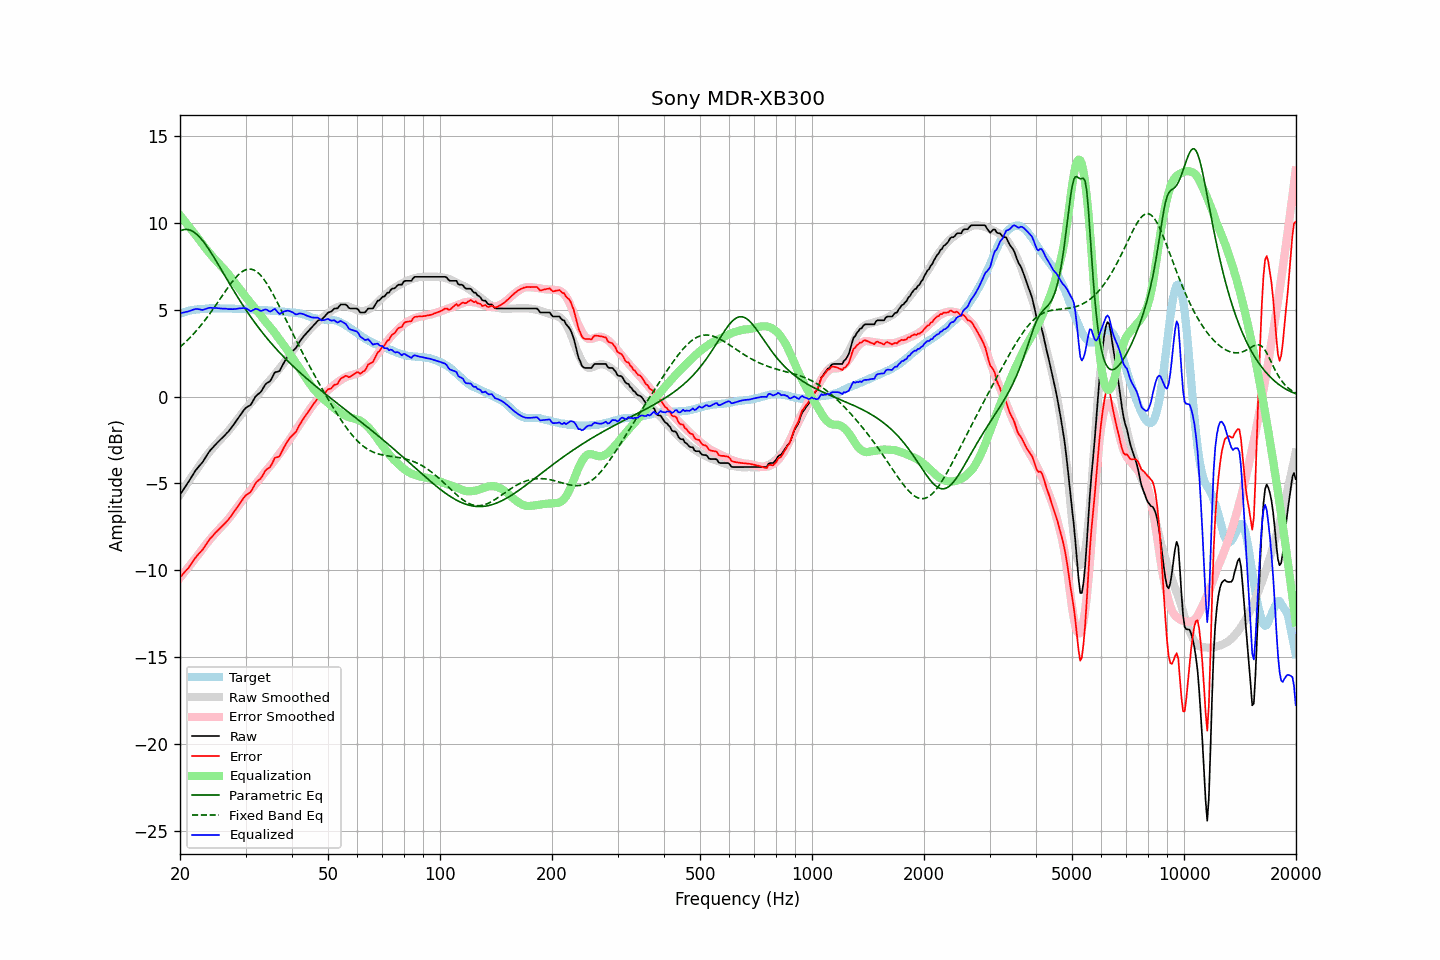 Sony MDR-XB300
15
10
5
0
−5
−10
−15
−20
−25
Amplitude (dBr)
Target
Raw Smoothed
Error Smoothed
Raw
Error
Equalization
Parametric Eq
Fixed Band Eq
Equalized
20 50 100 200 500 1000 2000 5000 10000 20000
Frequency (Hz)